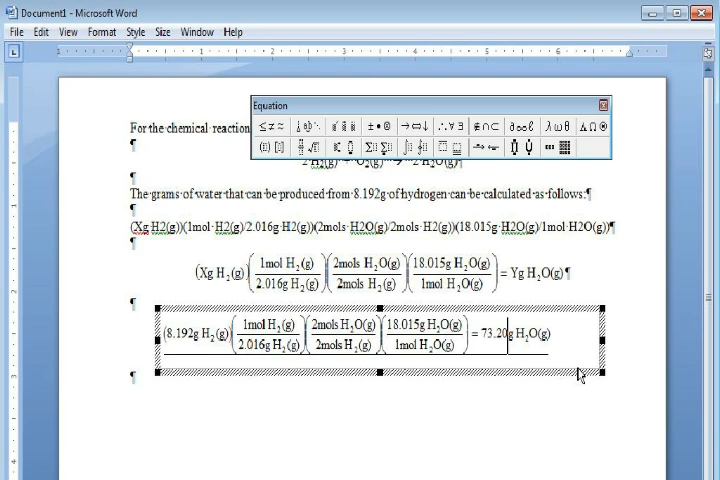 Document1 - Microsoft Word
File Edit View Format Style Size Window Help
Equation
For the chemical reaction
2 H₂(g) + O₂(g) → 2 H₂O(g)¶
The grams of water that can be produced from 8.192g of hydrogen can be calculated as follows:¶
(Xg H2(g))(1mol H2(g)/2.016g H2(g))(2mols H2O(g)/2mols H2(g))(18.015g H2O(g)/1mol H2O(g))¶
(Xg H₂(g))(1mol H₂(g)/2.016g H₂(g))(2mols H₂O(g)/2mols H₂(g))(18.015g H₂O(g)/1mol H₂O(g)) = Yg H₂O(g)¶
(8.192g H₂(g))(1mol H₂(g)/2.016g H₂(g))(2mols H₂O(g)/2mols H₂(g))(18.015g H₂O(g)/1mol H₂O(g)) = 73.20g H₂O(g)